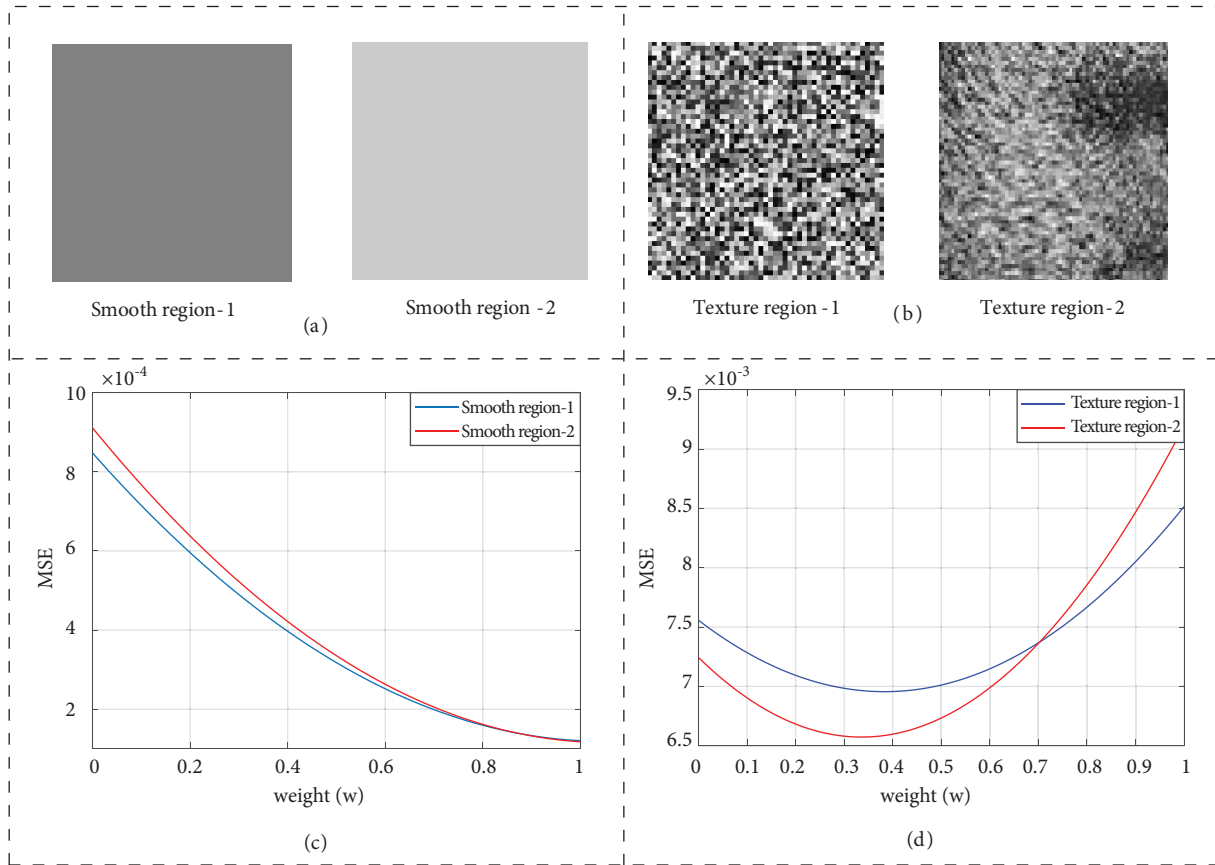 Smooth region-1
Smooth region -2
(a)
Texture region -1
Texture region-2
(b)
×10-4
10
8
6
4
2
MSE
0 0.2 0.4 0.6 0.8 1
weight (w)
Smooth region-1
Smooth region-2
(c)
×10-3
9.5
9
8.5
8
7.5
7
6.5
MSE
0 0.1 0.2 0.3 0.4 0.5 0.6 0.7 0.8 0.9 1
weight (w)
Texture region-1
Texture region-2
(d)